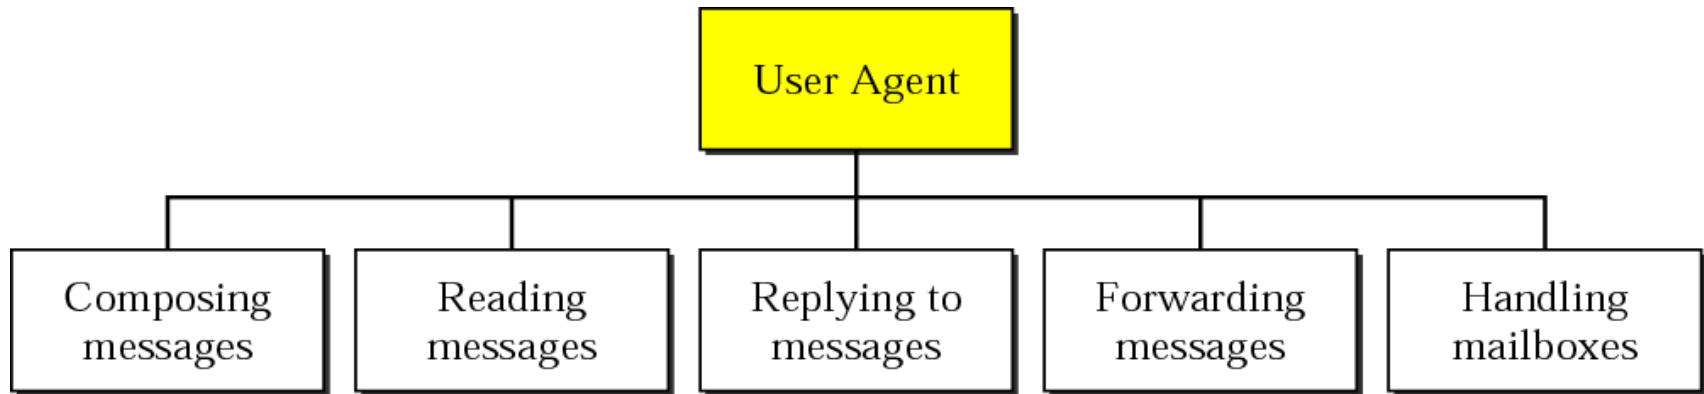 User Agent
Composing
messages
Reading
messages
Replying to
messages
Forwarding
messages
Handling
mailboxes